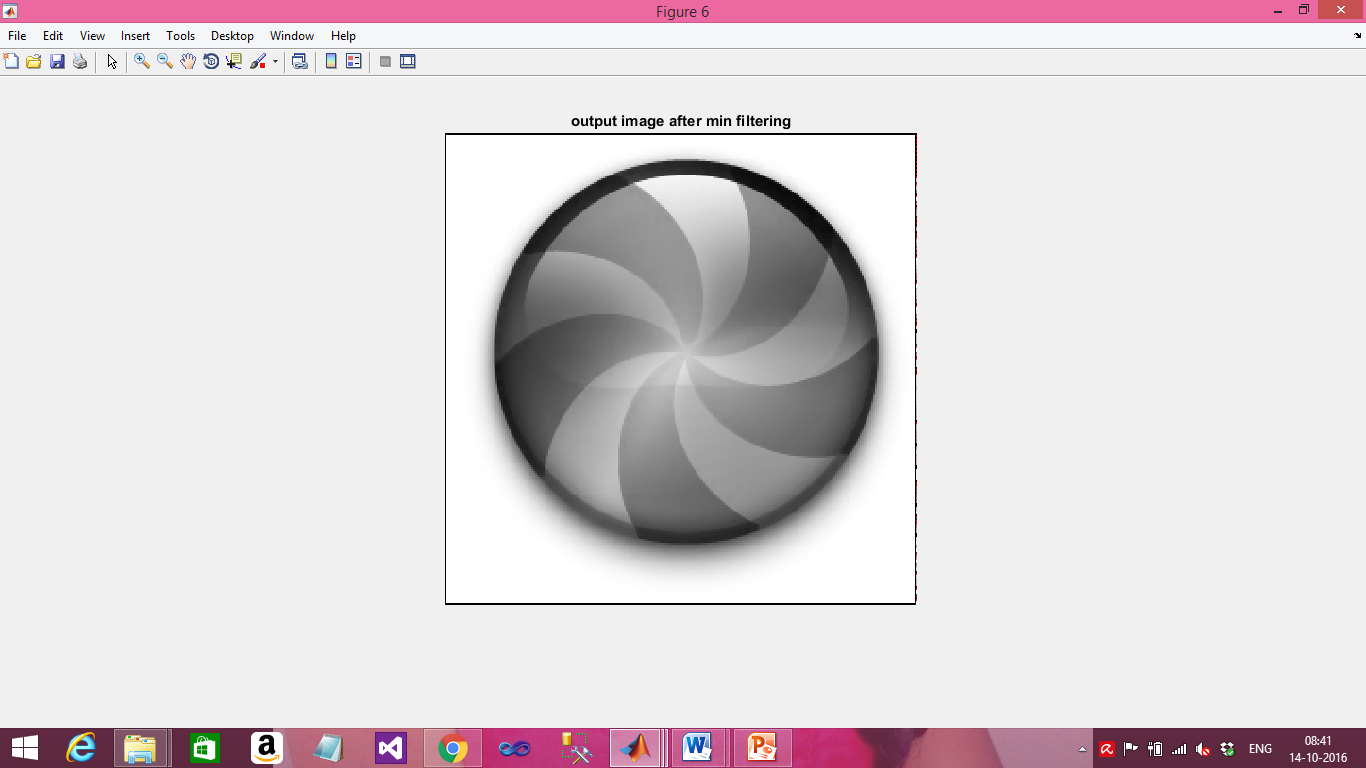 Figure 6
File Edit View Insert Tools Desktop Window Help
output image after min filtering
ENG
08:41
14-10-2016